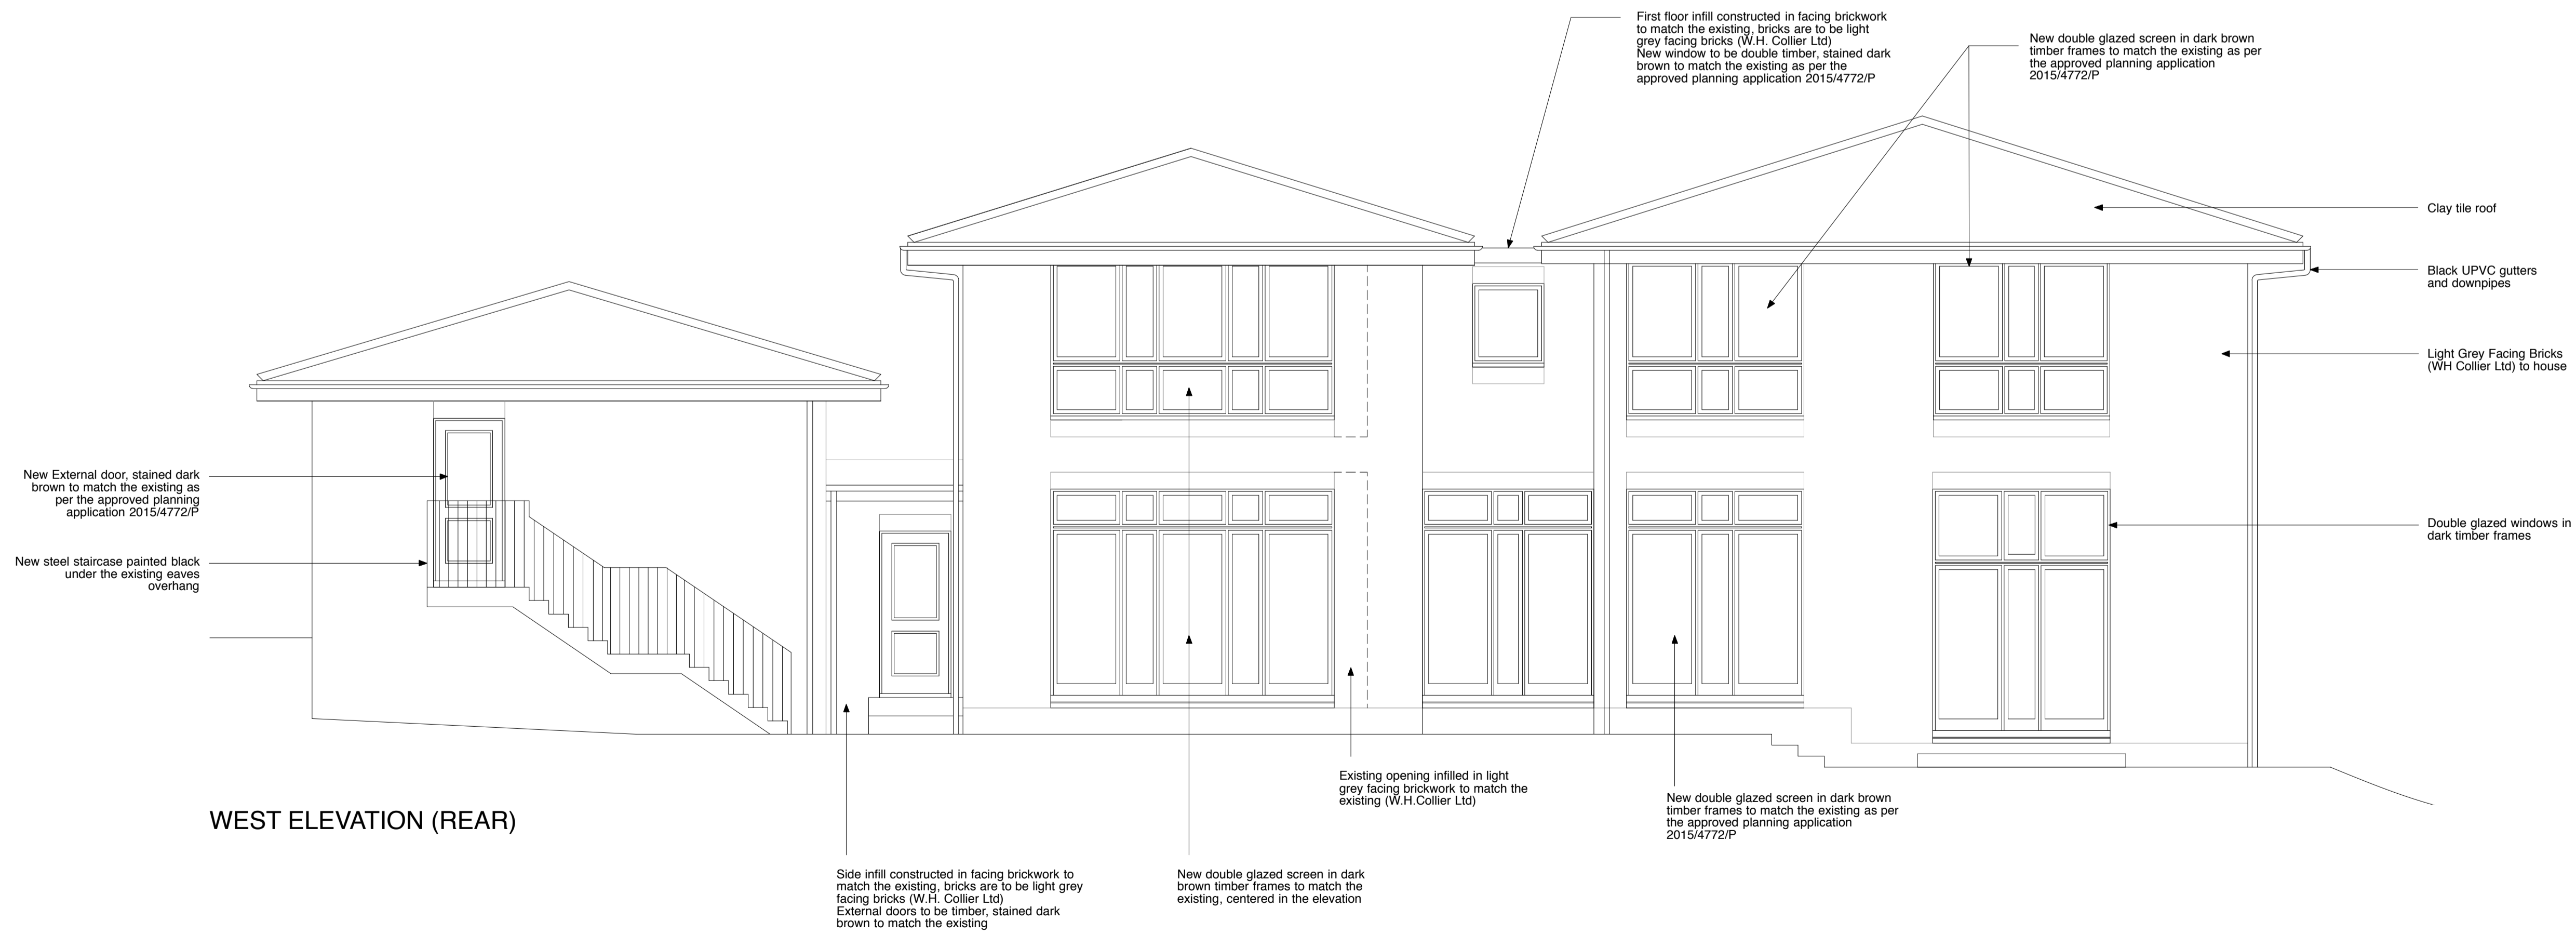 First floor infill constructed in facing brickwork
to match the existing, bricks are to be light
grey facing bricks (W.H. Collier Ltd)
New window to be double timber, stained dark
brown to match the existing as per the
approved planning application 2015/4772/P
New double glazed screen in dark brown
timber frames to match the existing as per
the approved planning application
2015/4772/P
Clay tile roof
Black UPVC gutters
and downpipes
Light Grey Facing Bricks
(WH Collier Ltd) to house
New External door, stained dark
brown to match the existing as
per the approved planning
application 2015/4772/P
New steel staircase painted black
under the existing eaves
overhang
Double glazed windows in
dark timber frames
Existing opening infilled in light
grey facing brickwork to match the
existing (W.H.Collier Ltd)
New double glazed screen in dark brown
timber frames to match the existing as per
the approved planning application
2015/4772/P
WEST ELEVATION (REAR)
Side infill constructed in facing brickwork to
match the existing, bricks are to be light grey
facing bricks (W.H. Collier Ltd)
External doors to be timber, stained dark
brown to match the existing
New double glazed screen in dark
brown timber frames to match the
existing, centered in the elevation